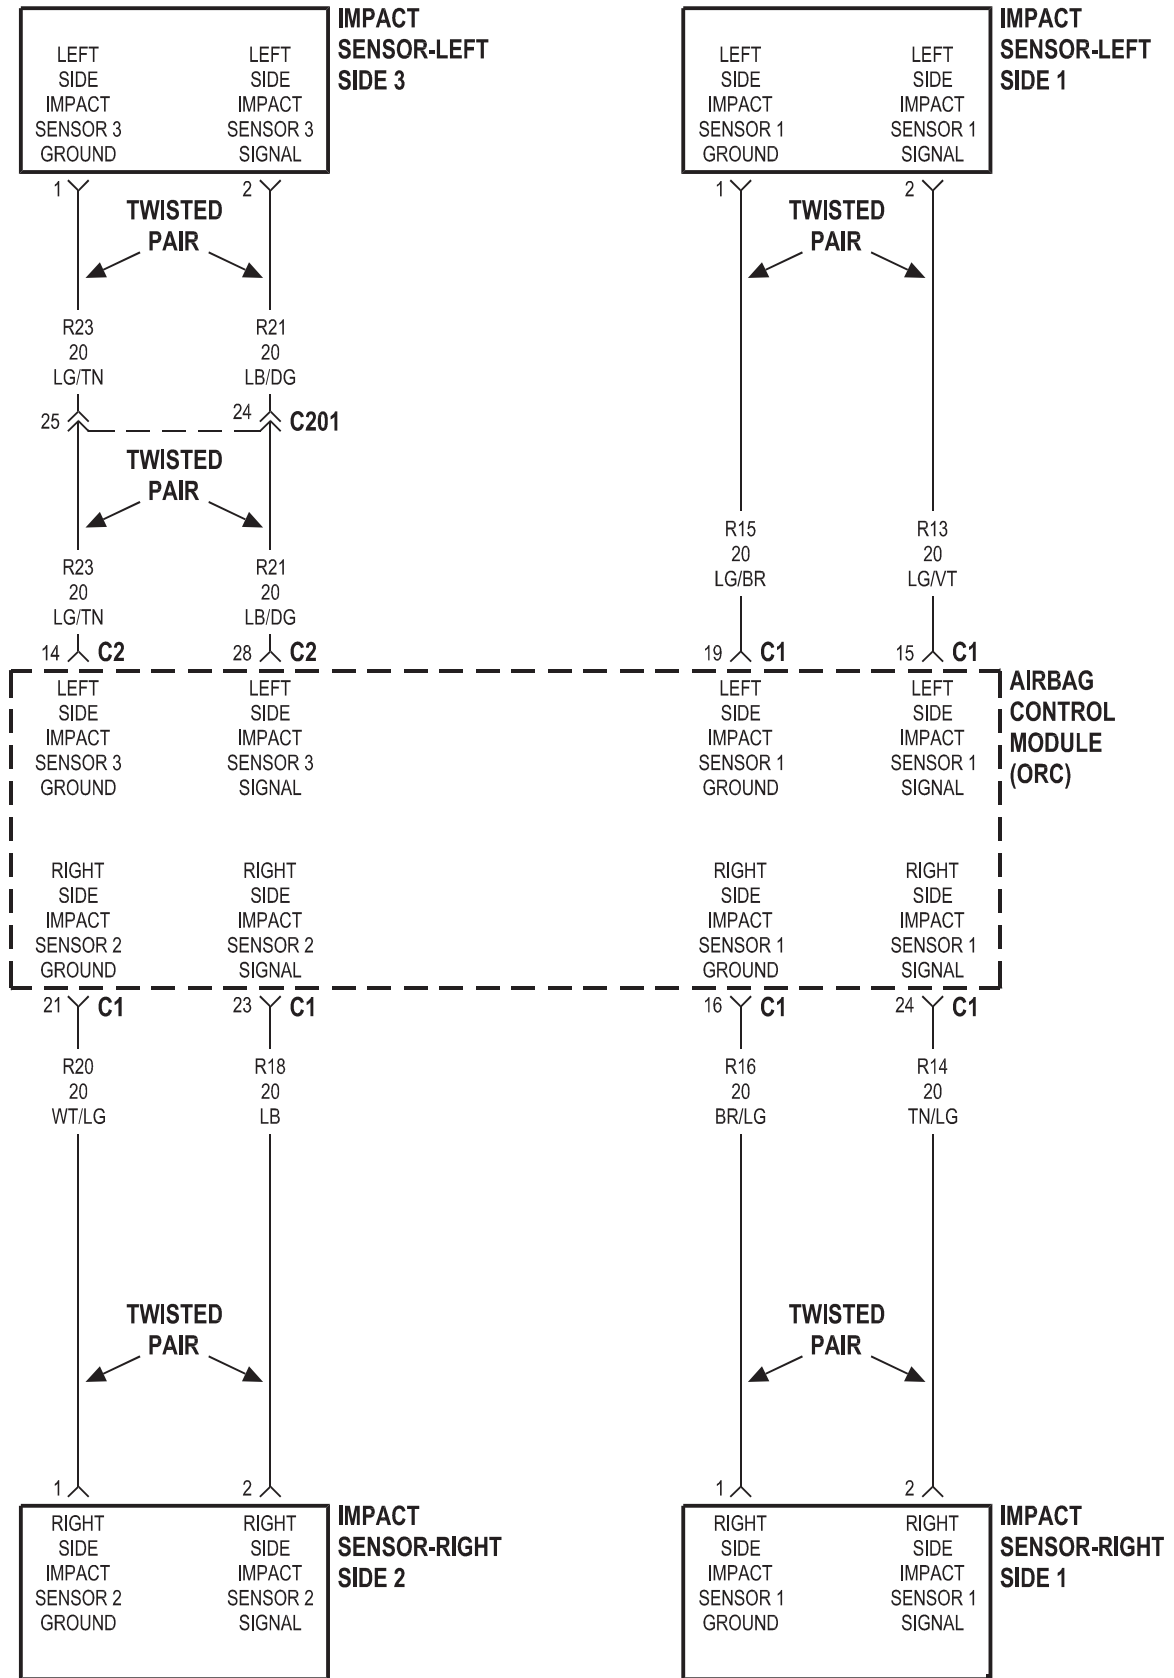 LEFT
SIDE
IMPACT
SENSOR 3
GROUND
LEFT
SIDE
IMPACT
SENSOR 3
SIGNAL
IMPACT
SENSOR-LEFT
SIDE 3
LEFT
SIDE
IMPACT
SENSOR 1
GROUND
LEFT
SIDE
IMPACT
SENSOR 1
SIGNAL
IMPACT
SENSOR-LEFT
SIDE 1
1
2
TWISTED
PAIR
1
2
TWISTED
PAIR
R23
20
LG/TN
R21
20
LB/DG
25
24
C201
TWISTED
PAIR
R23
20
LG/TN
R21
20
LB/DG
R15
20
LG/BR
R13
20
LG/VT
14 C2
28 C2
19 C1
15 C1
LEFT
SIDE
IMPACT
SENSOR 3
GROUND
LEFT
SIDE
IMPACT
SENSOR 3
SIGNAL
LEFT
SIDE
IMPACT
SENSOR 1
GROUND
LEFT
SIDE
IMPACT
SENSOR 1
SIGNAL
AIRBAG
CONTROL
MODULE
(ORC)
RIGHT
SIDE
IMPACT
SENSOR 2
GROUND
RIGHT
SIDE
IMPACT
SENSOR 2
SIGNAL
RIGHT
SIDE
IMPACT
SENSOR 1
GROUND
RIGHT
SIDE
IMPACT
SENSOR 1
SIGNAL
21 C1
23 C1
16 C1
24 C1
R20
20
WT/LG
R18
20
LB
R16
20
BR/LG
R14
20
TN/LG
TWISTED
PAIR
TWISTED
PAIR
1
2
1
2
RIGHT
SIDE
IMPACT
SENSOR 2
GROUND
RIGHT
SIDE
IMPACT
SENSOR 2
SIGNAL
IMPACT
SENSOR-RIGHT
SIDE 2
RIGHT
SIDE
IMPACT
SENSOR 1
GROUND
RIGHT
SIDE
IMPACT
SENSOR 1
SIGNAL
IMPACT
SENSOR-RIGHT
SIDE 1